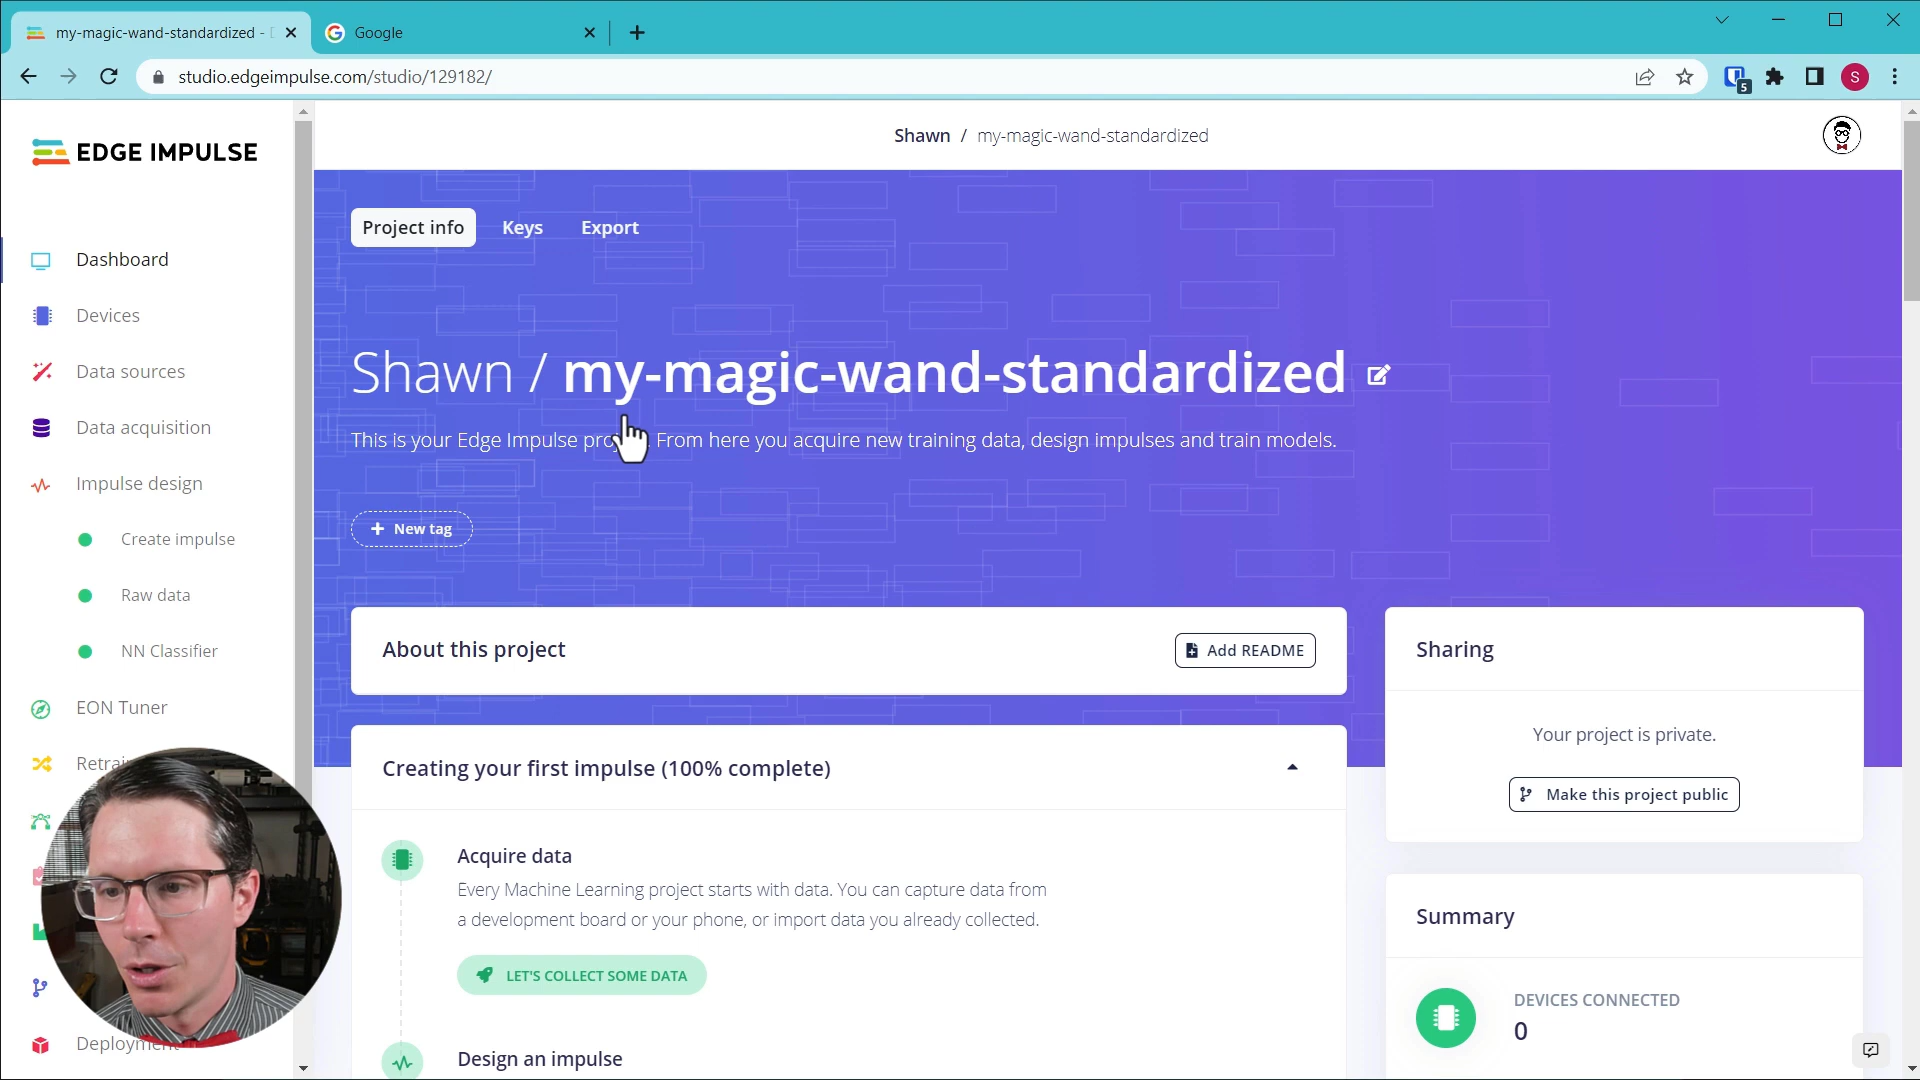 my-magic-wand-standardized -
Google
studio.edgeimpulse.com/studio/129182/
S
5
EDGE IMPULSE
Shawn / my-magic-wand-standardized
Project info
Keys
Export
Dashboard
Devices
Data sources
Data acquisition
Impulse design
Create impulse
Raw data
NN Classifier
EON Tuner
Deployment
Shawn / my-magic-wand-standardized
This is your Edge Impulse From here you acquire new training data, design impulses and train models.
+ New tag
About this project
Add README
Creating your first impulse (100% complete)
Acquire data
Every Machine Learning project starts with data. You can capture data from
a development board or your phone, or import data you already collected.
LET'S COLLECT SOME DATA
Design an impulse
Sharing
Your project is private.
Make this project public
Summary
DEVICES CONNECTED
0